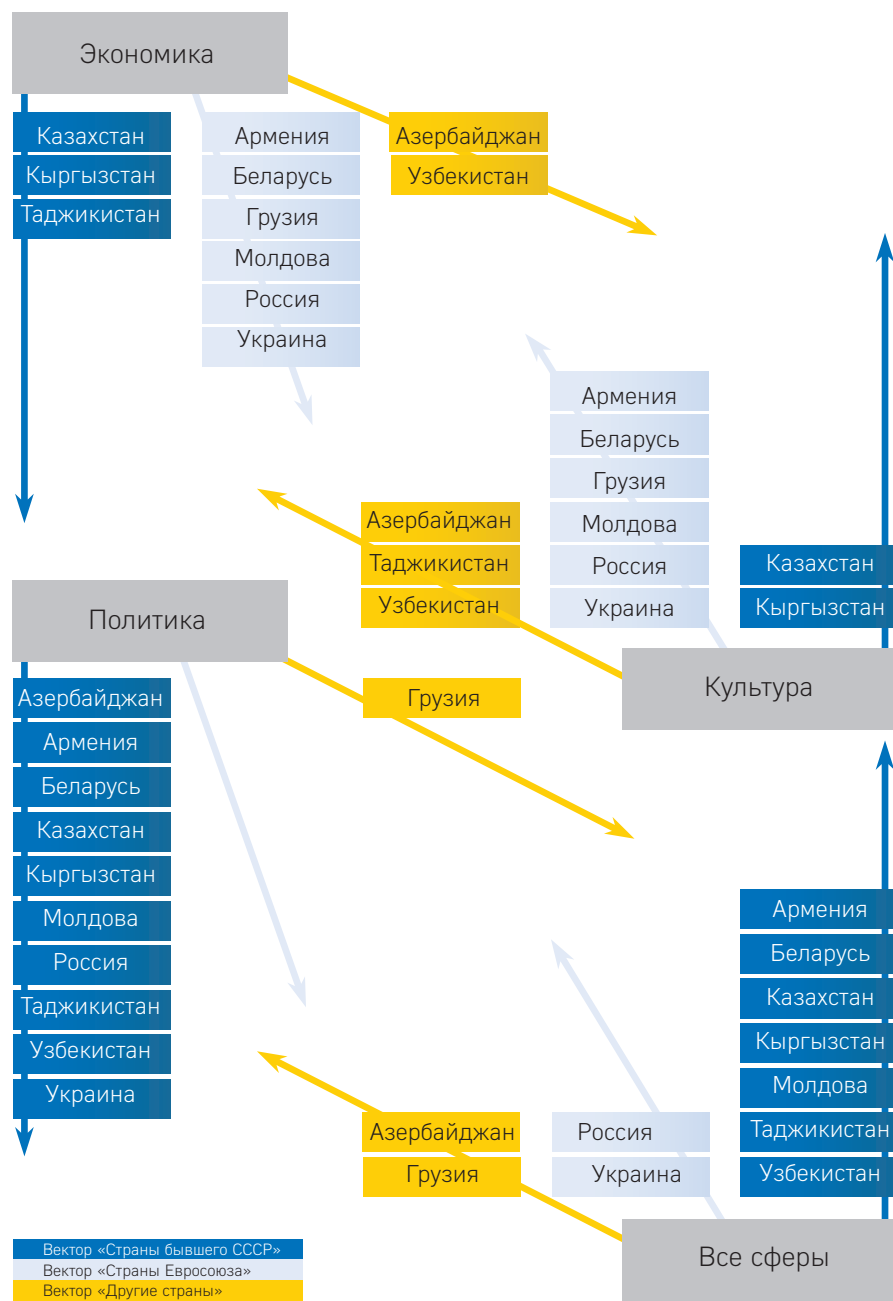 Экономика
Казахстан
Кыргызстан
Таджикистан
Армения
Беларусь
Грузия
Молдова
Россия
Украина
Азербайджан
Узбекистан
Армения
Беларусь
Грузия
Молдова
Россия
Украина
Азербайджан
Таджикистан
Узбекистан
Казахстан
Кыргызстан
Культура
Политика
Азербайджан
Армения
Беларусь
Казахстан
Кыргызстан
Молдова
Россия
Таджикистан
Узбекистан
Украина
Грузия
Армения
Беларусь
Казахстан
Кыргызстан
Молдова
Таджикистан
Узбекистан
Россия
Украина
Азербайджан
Грузия
Все сферы
Вектор «Страны бывшего СССР»
Вектор «Страны Евросоюза»
Вектор «Другие страны»